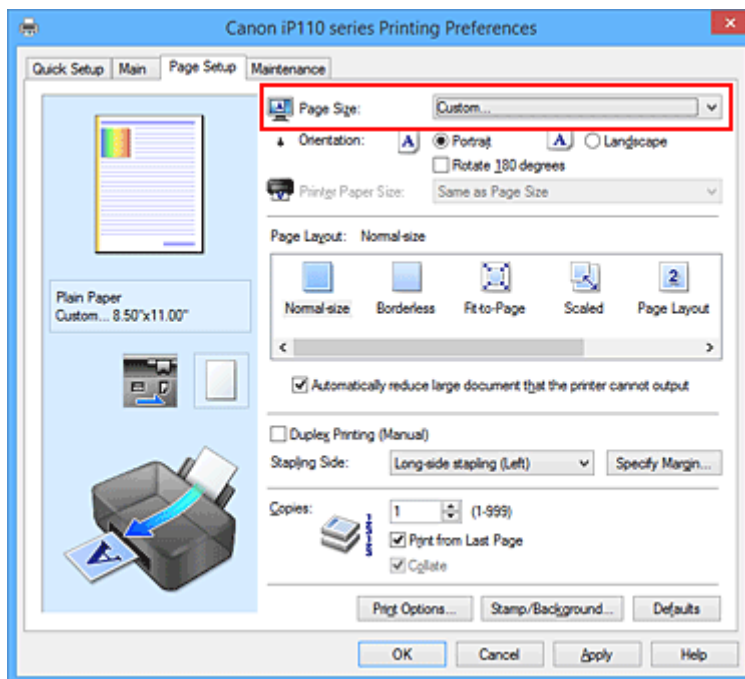 Canon iP110 series Printing Preferences
Quick Setup Main Page Setup Maintenance
Page Size: Custom...
Orientation: A Portrait A Landscape
Rotate 180 degrees
Printer Paper Size: Same as Page Size
Page Layout: Normal-size
2
Normal-size Borderless Fit-to-Page Scaled Page Layout
Plain Paper
Custom... 8.50"x11.00"
Automatically reduce large document that the printer cannot output
Duplex Printing (Manual)
Stapling Side: Long-side stapling (Left) Specify Margin...
Copies: 1 (1-999)
Print from Last Page
Collate
A
Print Options... Stamp/Background... Defaults
OK Cancel Apply Help